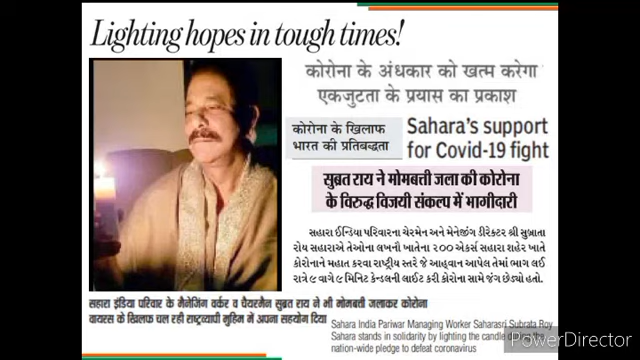 Lighting hopes in tough times!
कोरोना के अंधकार को खत्म करेगा
एकजुटता के प्रयास का प्रकाश
कोरोना के खिलाफ
भारत की प्रतिबद्धता
Sahara's support
for Covid-19 fight
सुब्रत राय ने मोमबत्ती जला की कोरोना
के विरुद्ध विजयी संकल्प में भागीदारी
સહારા ઈન્ડિયા પરિવારના ચેરમેન અને મેનેજીંગ ડીરેક્ટર શ્રી સુબ્રાતા
રોય સહારાએ તેઓના લખનૌ ખાતેના ૨૦૦ એકર્સ સહારા શહેર ખાતે
કોરોનાને મહાત કરવા રાષ્ટ્રીય સ્તરે જે આહવાન આપેલ તેમાં ભાગ લઈ
રાત્રે ૯ વાગે ૯ મિનિટ કેન્ડલની લાઈટ કરી કોરોના સામે જંગ છેડ્યો હતો.
सहारा इंडिया परिवार के मैनेजिंग वर्कर व चैयरमैन सुब्रत राय ने भी मोमबत्ती जलाकर कोरोना
वायरस के खिलाफ चल रही राष्ट्रव्यापी मुहिम में अपना सहयोग दिया
Sahara India Pariwar Managing Worker Saharasri Subrata Roy
Sahara stands in solidarity by lighting the candle during the
nation-wide pledge to defeat coronavirus
PowerDirector